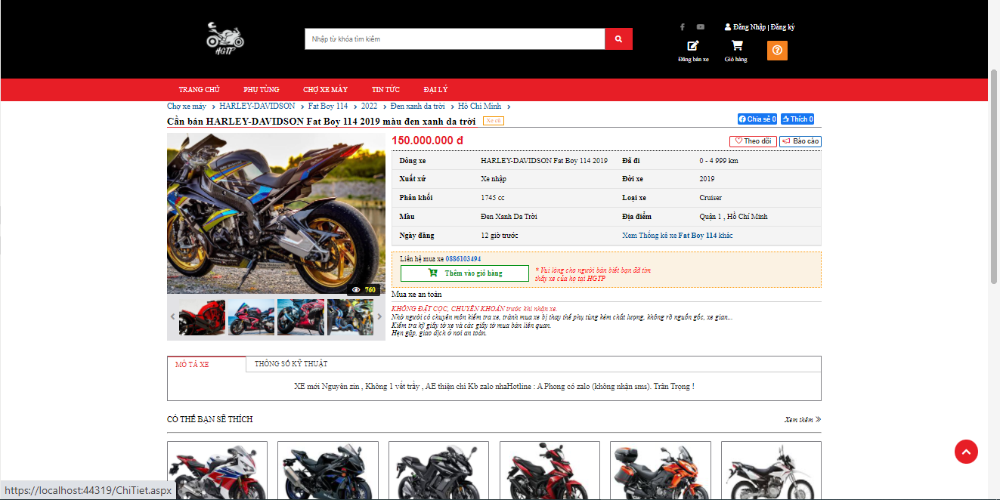 Đăng Nhập | Đăng ký
HGTP
Nhập từ khóa tìm kiếm
Đăng bán xe
Giỏ hàng
TRANG CHỦ
PHỤ TÙNG
CHỢ XE MÁY
TIN TỨC
ĐẠI LÝ
Chợ xe máy > HARLEY-DAVIDSON > Fat Boy 114 > 2022 > Đen xanh da trời > Hồ Chí Minh >
Cần bán HARLEY-DAVIDSON Fat Boy 114 2019 màu đen xanh da trời
Xe cũ
Chia sẻ 0
Thích 0
150.000.000 đ
Theo dõi
Báo cáo
Dòng xe HARLEY-DAVIDSON Fat Boy 114 2019 Đã đi 0 - 4 999 km
Xuất xứ Xe nhập Đời xe 2019
Phân khối 1745 cc Loại xe Cruiser
Màu Đen Xanh Da Trời Địa điểm Quận 1 , Hồ Chí Minh
Ngày đăng 12 giờ trước Xem Thống kê xe Fat Boy 114 khác
760
Liên hệ mua xe 0886103494
Thêm vào giỏ hàng
* Vui lòng cho người bán biết bạn đã tìm
thấy xe của họ tại HGTP
Mua xe an toàn
KHÔNG ĐẶT CỌC, CHUYỂN KHOẢN trước khi nhận xe.
Nhờ người có chuyên môn kiểm tra xe, tránh mua xe bị thay thế phụ tùng kém chất lượng, không rõ nguồn gốc, xe gian...
Kiểm tra kỹ giấy tờ xe và các giấy tờ mua bán liên quan.
Hẹn gặp, giao dịch ở nơi an toàn.
MÔ TẢ XE
THÔNG SỐ KỸ THUẬT
XE mới Nguyên zin , Không 1 vết trầy , AE thiện chí Kb zalo nhaHotline : A Phong có zalo (không nhận sms). Trân Trọng !
CÓ THỂ BẠN SẼ THÍCH
Xem thêm
https://localhost:44319/ChiTiet.aspx